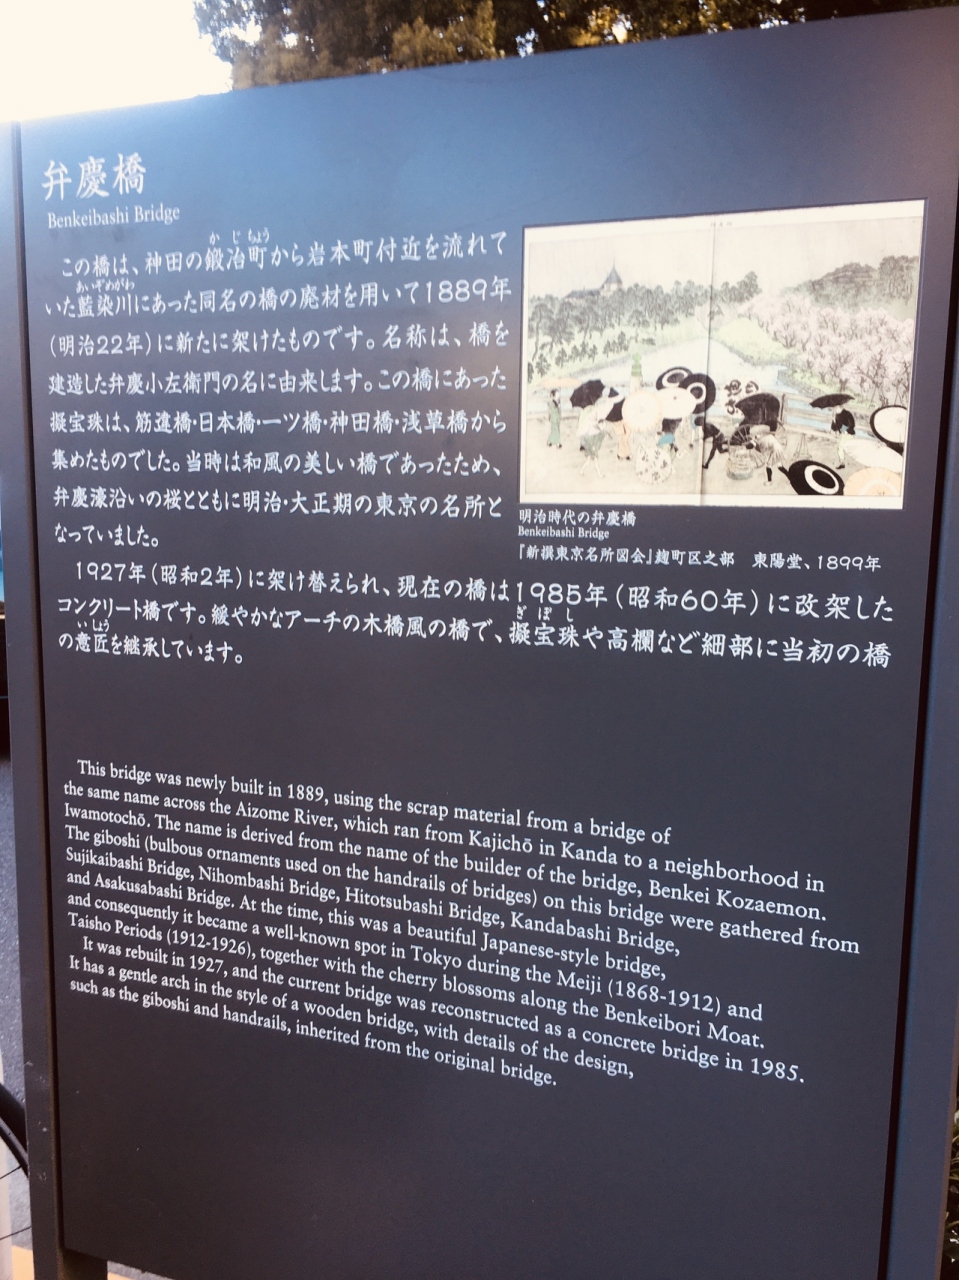 弁慶橋
Benkeibashi Bridge
この橋は、神田の鍛冶町から岩本町付近を流れて
いた藍染川にあった同名の橋の廃材を用いて1889年
(明治22年)に新たに架けたものです。名称は、橋を
建造した弁慶小左衛門の名に由来します。この橋にあった
擬宝珠は、筋違橋・日本橋・一ツ橋・神田橋・浅草橋から
集めたものでした。当時は和風の美しい橋であったため、
弁慶濠沿いの桜とともに明治・大正期の東京の名所と
なっていました。
1927年(昭和2年)に架け替えられ、現在の橋は1985年(昭和60年)に改架した
コンクリート橋です。緩やかなアーチの木橋風の橋で、擬宝珠や高欄など細部に当初の橋
の意匠を継承しています。
明治時代の弁慶橋
Benkeibashi Bridge
『新撰東京名所図会』麹町区之部 東陽堂、1899年
This bridge was newly built in 1889, using the scrap material from a bridge of
the same name across the Aizome River, which ran from Kajichō in Kanda to a neighborhood in
Iwamotochō. The name is derived from the name of the builder of the bridge, Benkei Kozaemon.
The giboshi (bulbous ornaments used on the handrails of bridges) on this bridge were gathered from
Sujikaibashi Bridge, Nihombashi Bridge, Hitotsubashi Bridge, Kandabashi Bridge,
and Asakusabashi Bridge. At the time, this was a beautiful Japanese-style bridge,
and consequently it became a well-known spot in Tokyo during the Meiji (1868-1912) and
Taisho Periods (1912-1926), together with the cherry blossoms along the Benkeibori Moat.
It was rebuilt in 1927, and the current bridge was reconstructed as a concrete bridge in 1985.
It has a gentle arch in the style of a wooden bridge, with details of the design,
such as the giboshi and handrails, inherited from the original bridge.